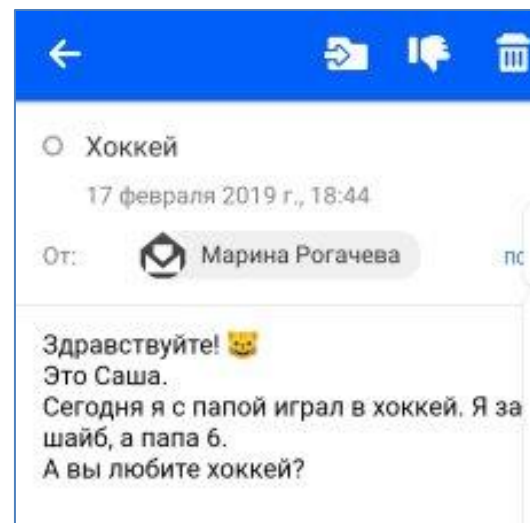 Хоккей
17 февраля 2019 г., 18:44
От: Марина Рогачева
Здравствуйте! 😺
Это Саша.
Сегодня я с папой играл в хоккей. Я
шайб, а папа 6.
А вы любите хоккей?